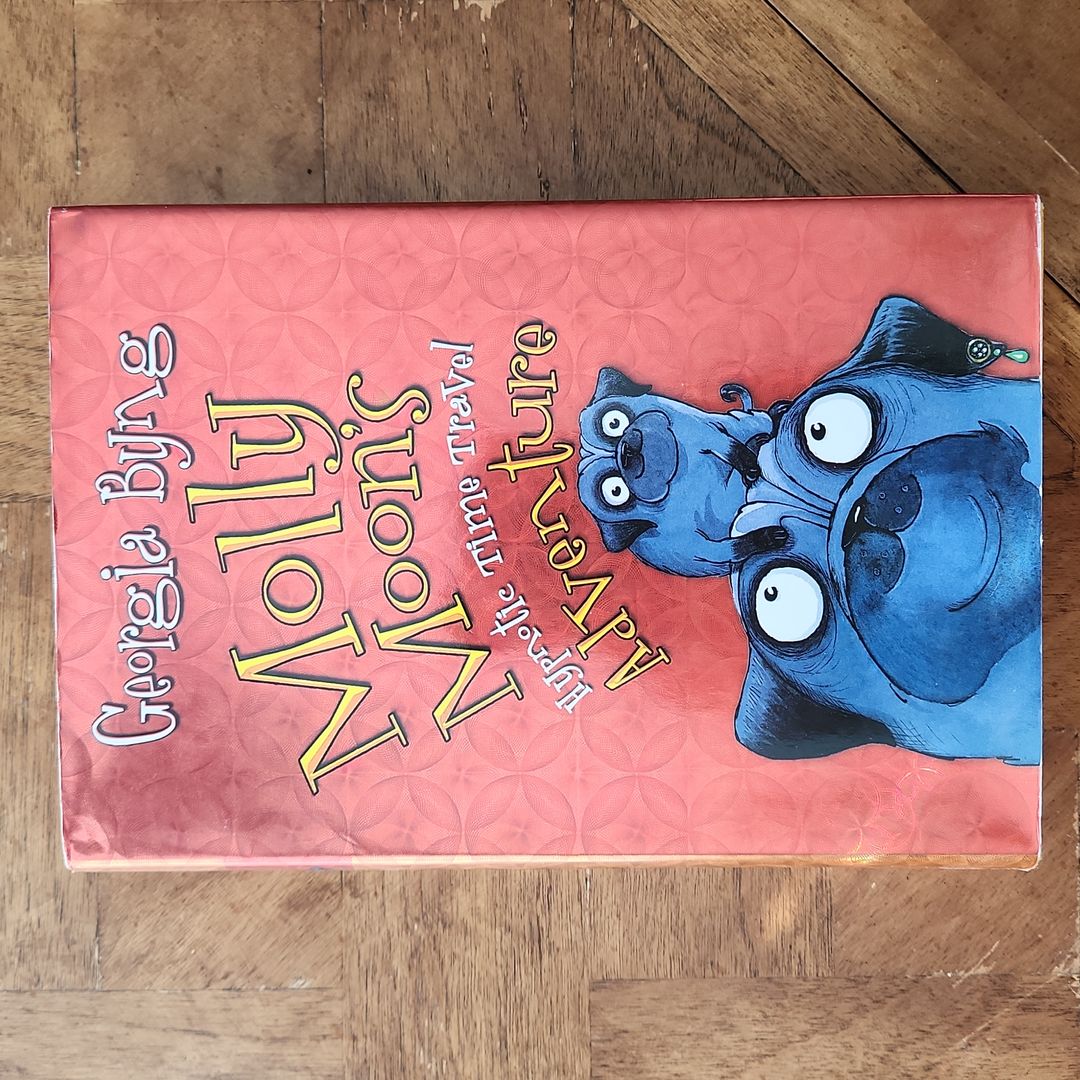 Georgia Byng
Molly
Moon's
Hypnotic Time Travel
Adventure